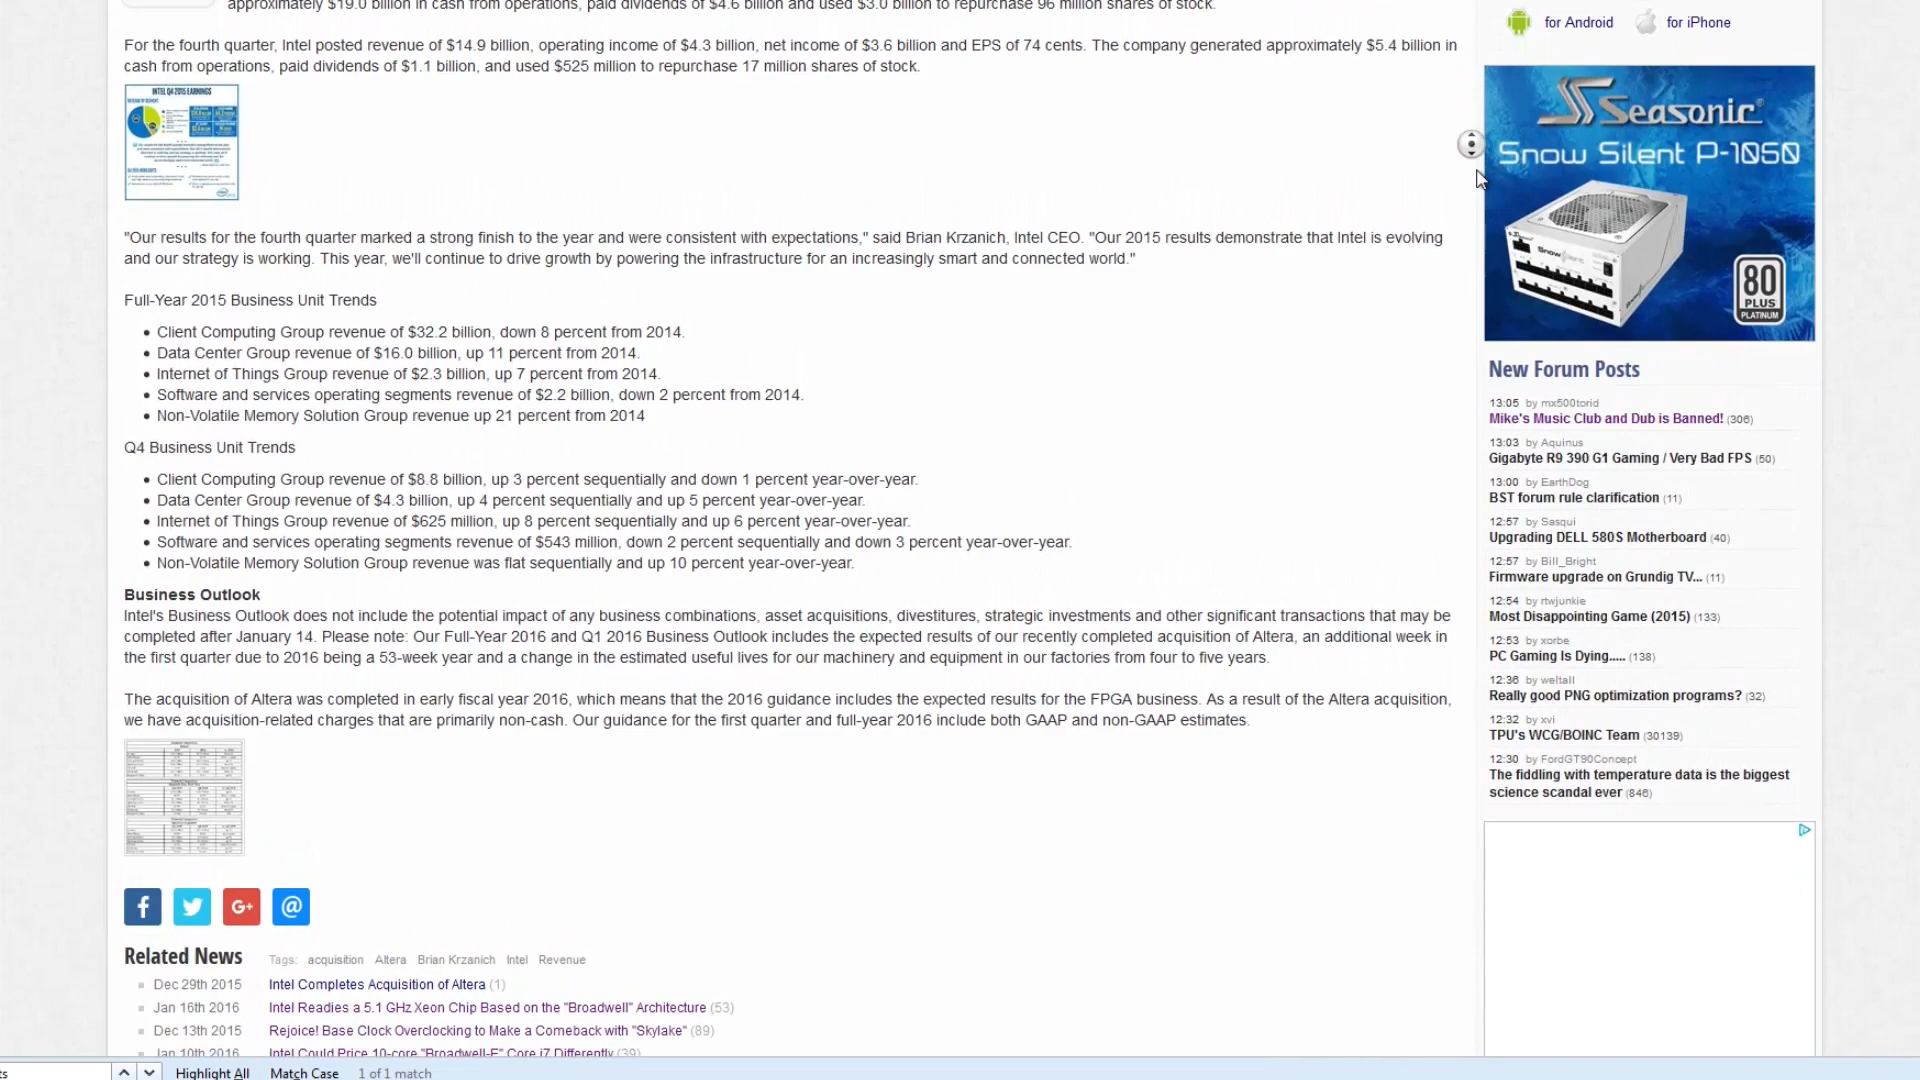 approximately $19.0 billion in cash from operations, paid dividends of $4.6 billion and used $3.0 billion to repurchase 96 million shares of stock.
For the fourth quarter, Intel posted revenue of $14.9 billion, operating income of $4.3 billion, net income of $3.6 billion and EPS of 74 cents. The company generated approximately $5.4 billion in
cash from operations, paid dividends of $1.1 billion, and used $525 million to repurchase 17 million shares of stock.
INTEL Q4 2015 EARNINGS
"Our results for the fourth quarter marked a strong finish to the year and were consistent with expectations," said Brian Krzanich, Intel CEO. "Our 2015 results demonstrate that Intel is evolving
and our strategy is working. This year, we'll continue to drive growth by powering the infrastructure for an increasingly smart and connected world."
Full-Year 2015 Business Unit Trends
Client Computing Group revenue of $32.2 billion, down 8 percent from 2014.
Data Center Group revenue of $16.0 billion, up 11 percent from 2014.
Internet of Things Group revenue of $2.3 billion, up 7 percent from 2014.
Software and services operating segments revenue of $2.2 billion, down 2 percent from 2014.
Non-Volatile Memory Solution Group revenue up 21 percent from 2014
Q4 Business Unit Trends
Client Computing Group revenue of $8.8 billion, up 3 percent sequentially and down 1 percent year-over-year.
Data Center Group revenue of $4.3 billion, up 4 percent sequentially and up 5 percent year-over-year.
Internet of Things Group revenue of $625 million, up 8 percent sequentially and up 6 percent year-over-year.
Software and services operating segments revenue of $543 million, down 2 percent sequentially and down 3 percent year-over-year.
Non-Volatile Memory Solution Group revenue was flat sequentially and up 10 percent year-over-year.
Business Outlook
Intel's Business Outlook does not include the potential impact of any business combinations, asset acquisitions, divestitures, strategic investments and other significant transactions that may be
completed after January 14. Please note: Our Full-Year 2016 and Q1 2016 Business Outlook includes the expected results of our recently completed acquisition of Altera, an additional week in
the first quarter due to 2016 being a 53-week year and a change in the estimated useful lives for our machinery and equipment in our factories from four to five years.
The acquisition of Altera was completed in early fiscal year 2016, which means that the 2016 guidance includes the expected results for the FPGA business. As a result of the Altera acquisition,
we have acquisition-related charges that are primarily non-cash. Our guidance for the first quarter and full-year 2016 include both GAAP and non-GAAP estimates.
Related News Tags: acquisition Altera Brian Krzanich Intel Revenue
Dec 29th 2015 Intel Completes Acquisition of Altera (1)
Jan 16th 2016 Intel Readies a 5.1 GHz Xeon Chip Based on the "Broadwell" Architecture (53)
Dec 13th 2015 Rejoice! Base Clock Overclocking to Make a Comeback with "Skylake" (89)
Jan 10th 2016 Intel Could Price 10-core "Broadwell-E" Core i7 Differently (39)
for Android for iPhone
Seasonic
Snow Silent P-1050
Snow Silent
80
PLUS
PLATINUM
New Forum Posts
13:05 by mx500torid
Mike's Music Club and Dub is Banned! (306)
13:03 by Aquinus
Gigabyte R9 390 G1 Gaming / Very Bad FPS (50)
13:00 by EarthDog
BST forum rule clarification (11)
12:57 by Sasqui
Upgrading DELL 580S Motherboard (40)
12:57 by Bill_Bright
Firmware upgrade on Grundig TV... (11)
12:54 by rtwjunkie
Most Disappointing Game (2015) (133)
12:53 by xorbe
PC Gaming Is Dying..... (138)
12:36 by weltall
Really good PNG optimization programs? (32)
12:32 by xvi
TPU's WCG/BOINC Team (30139)
12:30 by FordGT90Concept
The fiddling with temperature data is the biggest
science scandal ever (846)
ts Highlight All Match Case 1 of 1 match